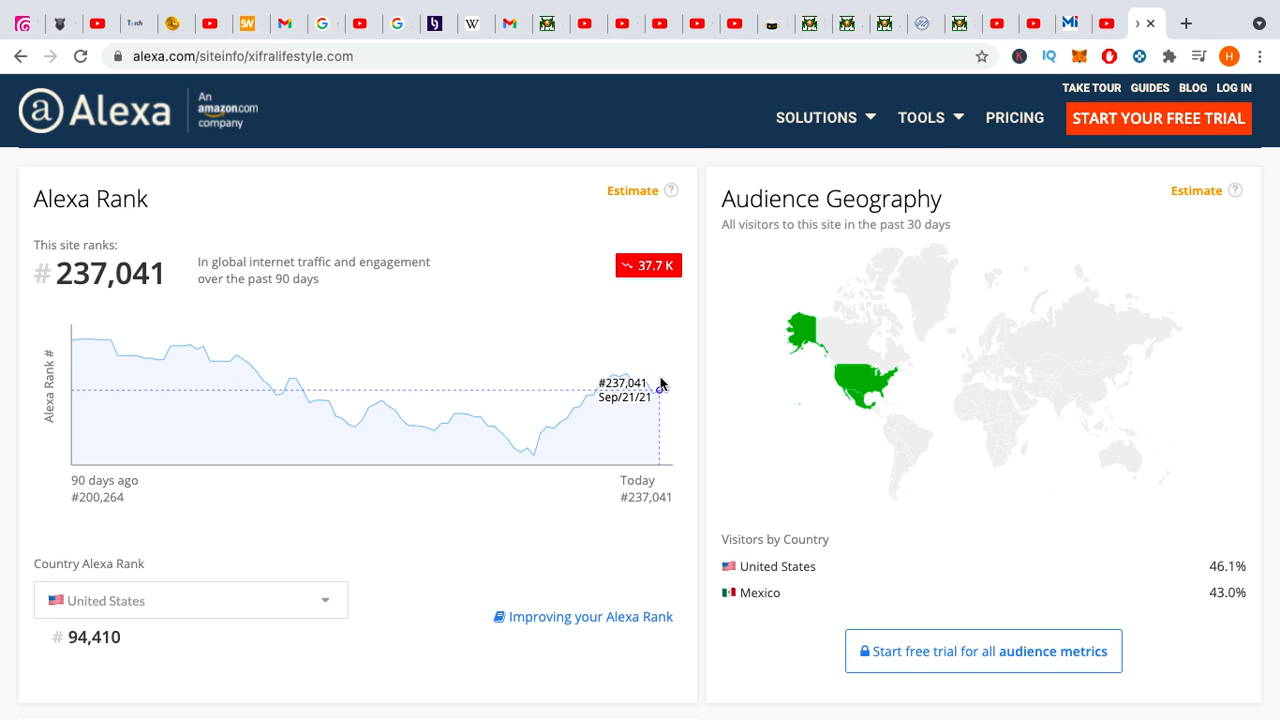 Torch
SW
W
Mi
alexa.com/siteinfo/xifralifestyle.com
K
IQ
H
a Alexa
An
amazon.com
company
TAKE TOUR GUIDES BLOG LOG IN
SOLUTIONS TOOLS PRICING START YOUR FREE TRIAL
Alexa Rank
Estimate ?
This site ranks:
# 237,041
In global internet traffic and engagement
over the past 90 days
37.7 K
Alexa Rank #
#237,041
Sep/21/21
90 days ago
#200,264
Today
#237,041
Country Alexa Rank
United States
# 94,410
Improving your Alexa Rank
Audience Geography
Estimate ?
All visitors to this site in the past 30 days
Visitors by Country
United States 46.1%
Mexico 43.0%
Start free trial for all audience metrics